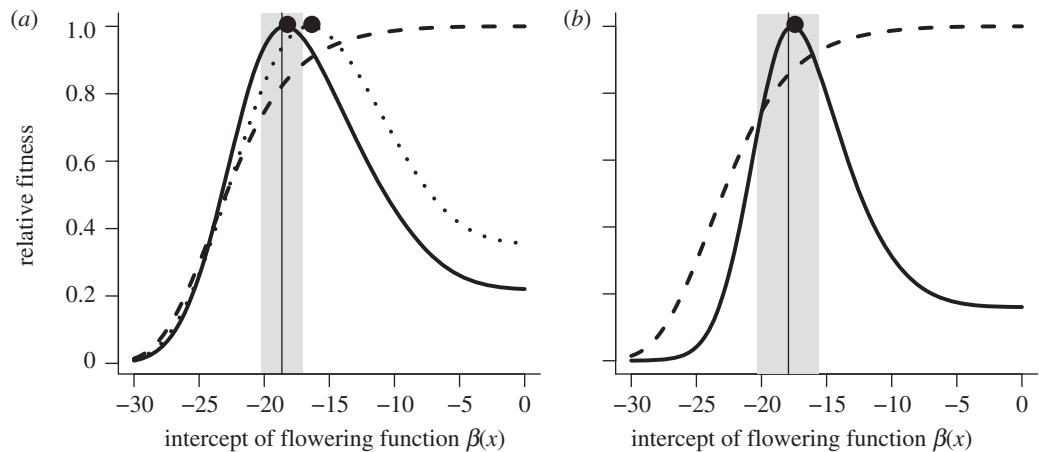 (a)
(b)
1.0
0.8
0.6
0.4
0.2
0
relative fitness
−30 −25 −20 −15 −10 −5 0
−30 −25 −20 −15 −10 −5 0
intercept of flowering function β(x)
intercept of flowering function β(x)